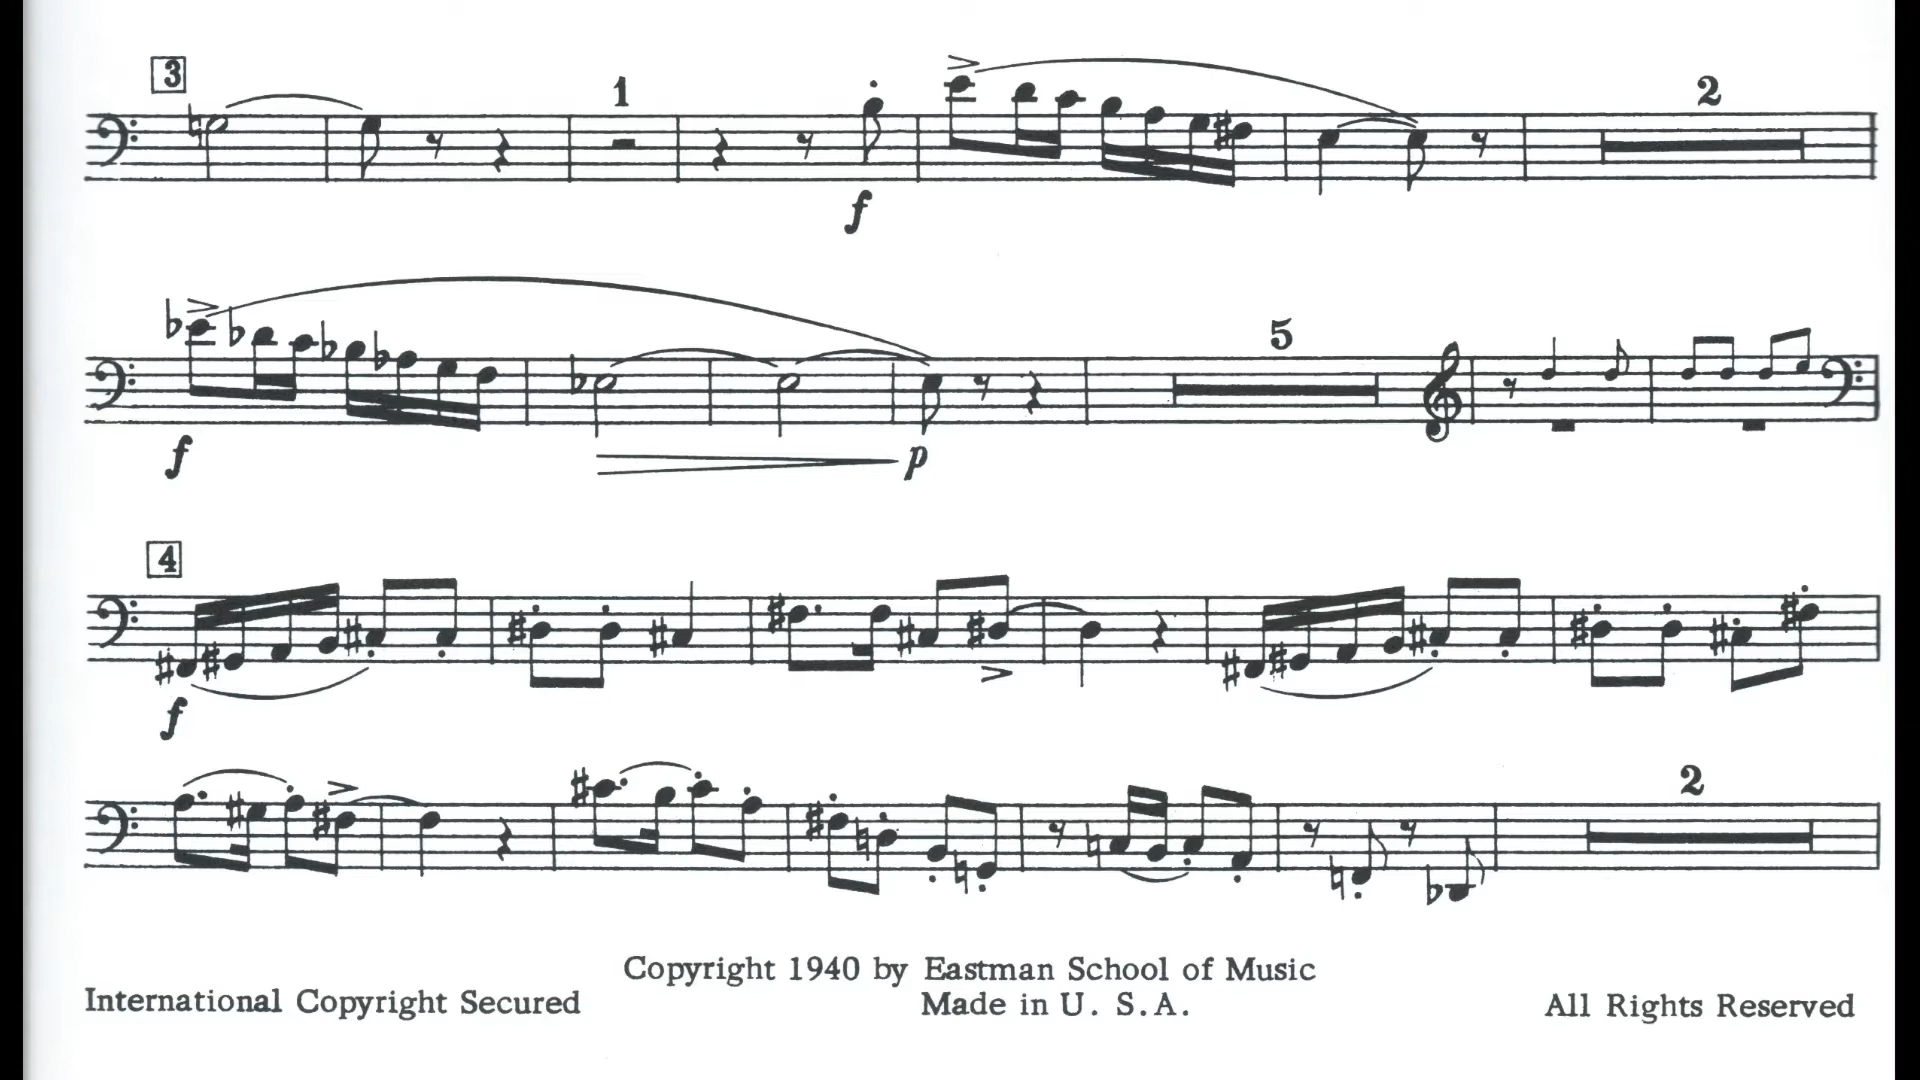 3
1
2
f
5
f
p
4
f
2
Copyright 1940 by Eastman School of Music
International Copyright Secured
Made in U. S. A.
All Rights Reserved